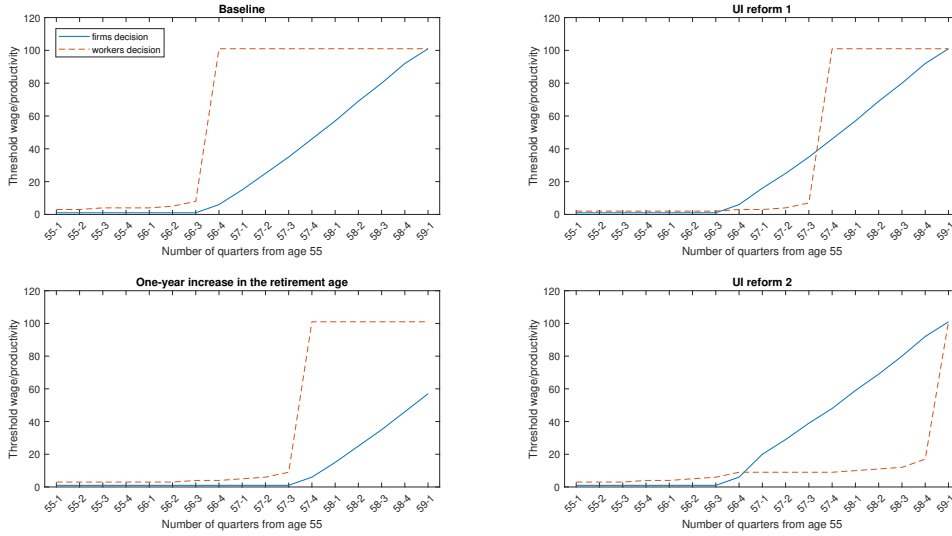 Baseline
120
100
80
60
40
20
0
Threshold wage/productivity
firms decision
workers decision
55-1 55-2 55-3 55-4 56-1 56-2 56-3 56-4 57-1 57-2 57-3 57-4 58-1 58-2 58-3 58-4 59-1
Number of quarters from age 55
UI reform 1
120
100
80
60
40
20
0
Threshold wage/productivity
55-1 55-2 55-3 55-4 56-1 56-2 56-3 56-4 57-1 57-2 57-3 57-4 58-1 58-2 58-3 58-4 59-1
Number of quarters from age 55
One-year increase in the retirement age
120
100
80
60
40
20
0
Threshold wage/productivity
55-1 55-2 55-3 55-4 56-1 56-2 56-3 56-4 57-1 57-2 57-3 57-4 58-1 58-2 58-3 58-4 59-1
Number of quarters from age 55
UI reform 2
120
100
80
60
40
20
0
Threshold wage/productivity
55-1 55-2 55-3 55-4 56-1 56-2 56-3 56-4 57-1 57-2 57-3 57-4 58-1 58-2 58-3 58-4 59-1
Number of quarters from age 55